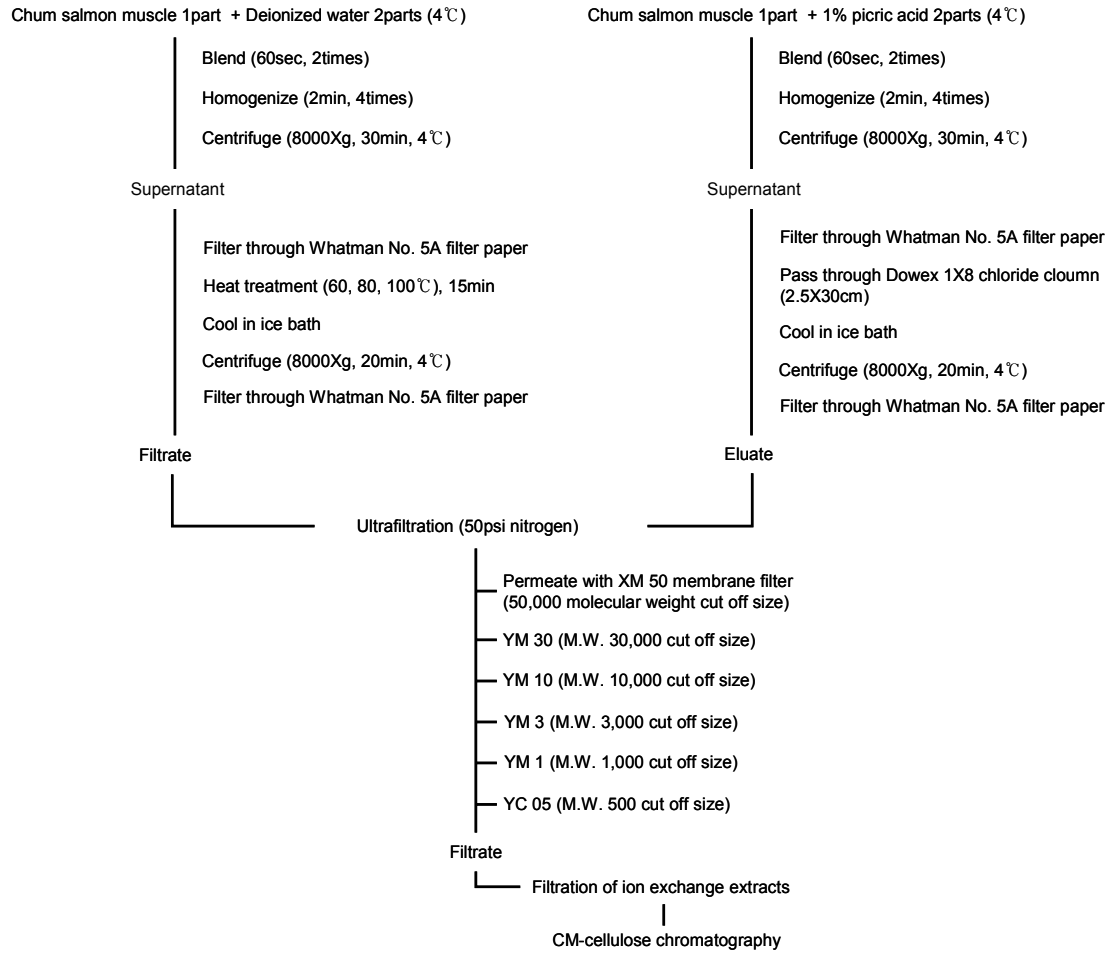 Chum salmon muscle 1part + Deionized water 2parts (4℃)
Blend (60sec, 2times)
Homogenize (2min, 4times)
Centrifuge (8000Xg, 30min, 4℃)
Supernatant
Filter through Whatman No. 5A filter paper
Heat treatment (60, 80, 100℃), 15min
Cool in ice bath
Centrifuge (8000Xg, 20min, 4℃)
Filter through Whatman No. 5A filter paper
Filtrate
Chum salmon muscle 1part + 1% picric acid 2parts (4℃)
Blend (60sec, 2times)
Homogenize (2min, 4times)
Centrifuge (8000Xg, 30min, 4℃)
Supernatant
Filter through Whatman No. 5A filter paper
Pass through Dowex 1X8 chloride cloumn
(2.5X30cm)
Cool in ice bath
Centrifuge (8000Xg, 20min, 4℃)
Filter through Whatman No. 5A filter paper
Eluate
Ultrafiltration (50psi nitrogen)
Permeate with XM 50 membrane filter
(50,000 molecular weight cut off size)
YM 30 (M.W. 30,000 cut off size)
YM 10 (M.W. 10,000 cut off size)
YM 3 (M.W. 3,000 cut off size)
YM 1 (M.W. 1,000 cut off size)
YC 05 (M.W. 500 cut off size)
Filtrate
Filtration of ion exchange extracts
CM-cellulose chromatography